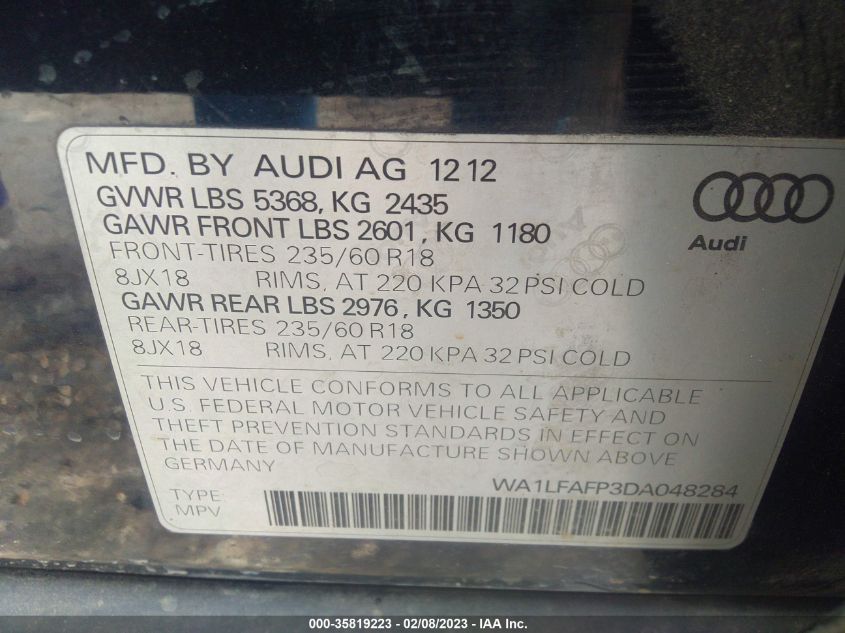 MFD. BY AUDI AG 12 12
GVWR LBS 5368, KG 2435
GAWR FRONT LBS 2601, KG 1180
FRONT-TIRES 235/60 R18
8JX18 RIMS, AT 220 KPA 32 PSI COLD
GAWR REAR LBS 2976, KG 1350
REAR-TIRES 235/60 R18
8JX18 RIMS, AT 220 KPA 32 PSI COLD
Audi
THIS VEHICLE CONFORMS TO ALL APPLICABLE
U.S. FEDERAL MOTOR VEHICLE SAFETY AND
THEFT PREVENTION STANDARDS IN EFFECT ON
THE DATE OF MANUFACTURE SHOWN ABOVE
GERMANY
WA1LFAFP3DA048284
TYPE:
MPV
000-35819223 - 02/08/2023 - IAA Inc.